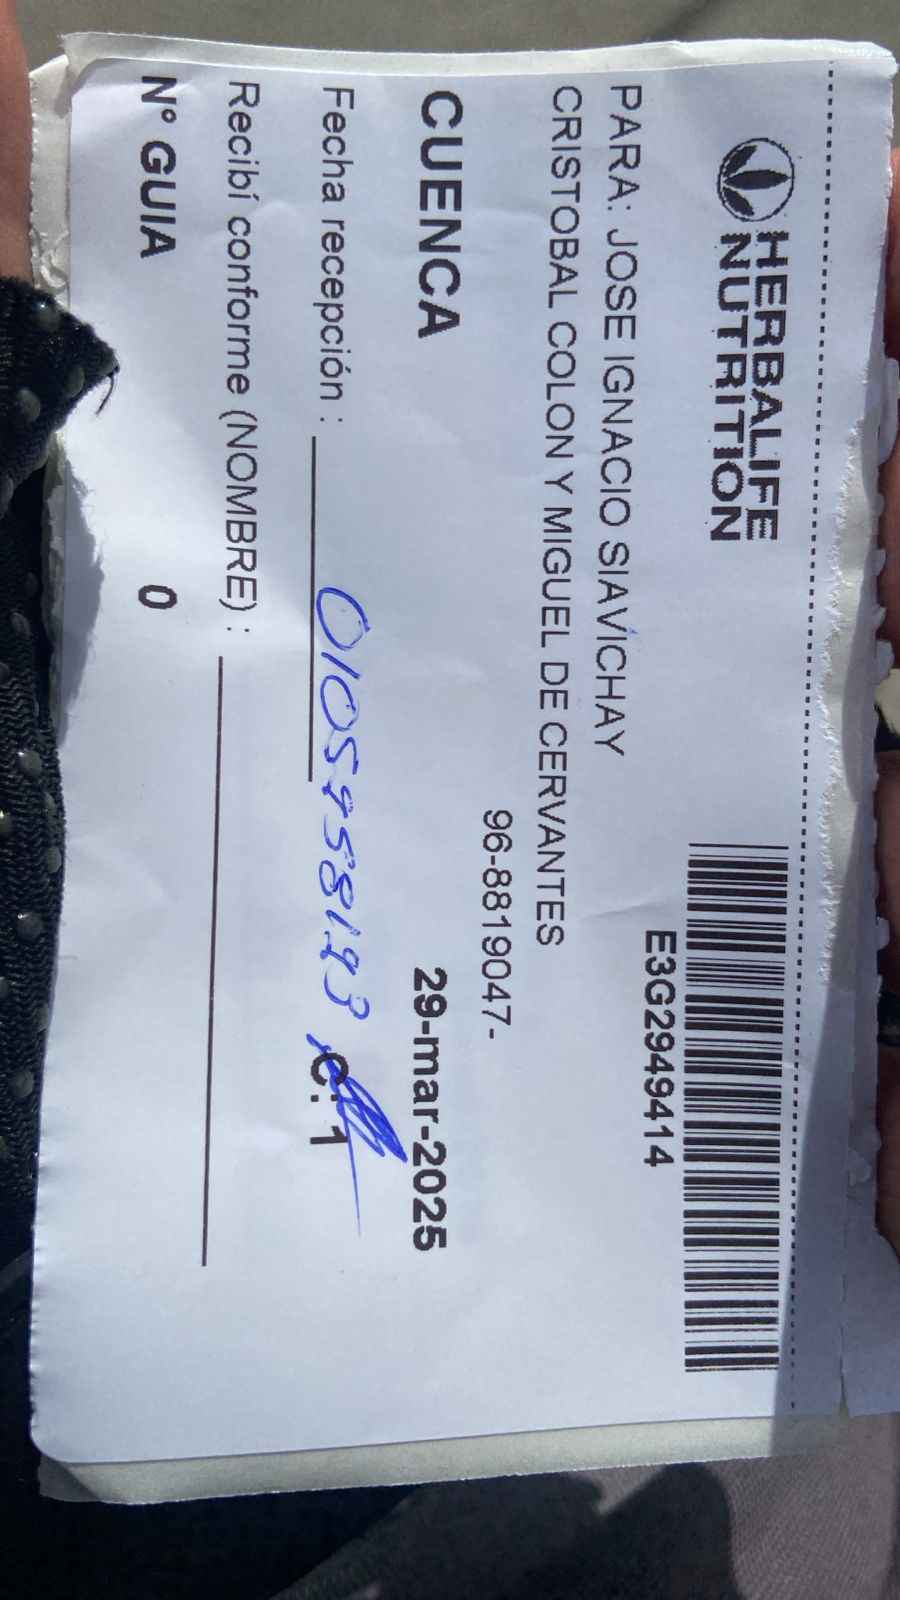 HERBALIFE
NUTRITION
E3G2949414
PARA: JOSE IGNACIO SIAVICHAY
CRISTOBAL COLON Y MIGUEL DE CERVANTES
96-8819047-
CUENCA 29-mar-2025
Fecha recepción : C: 1
Recibí conforme (NOMBRE) :
N° GUIA 0